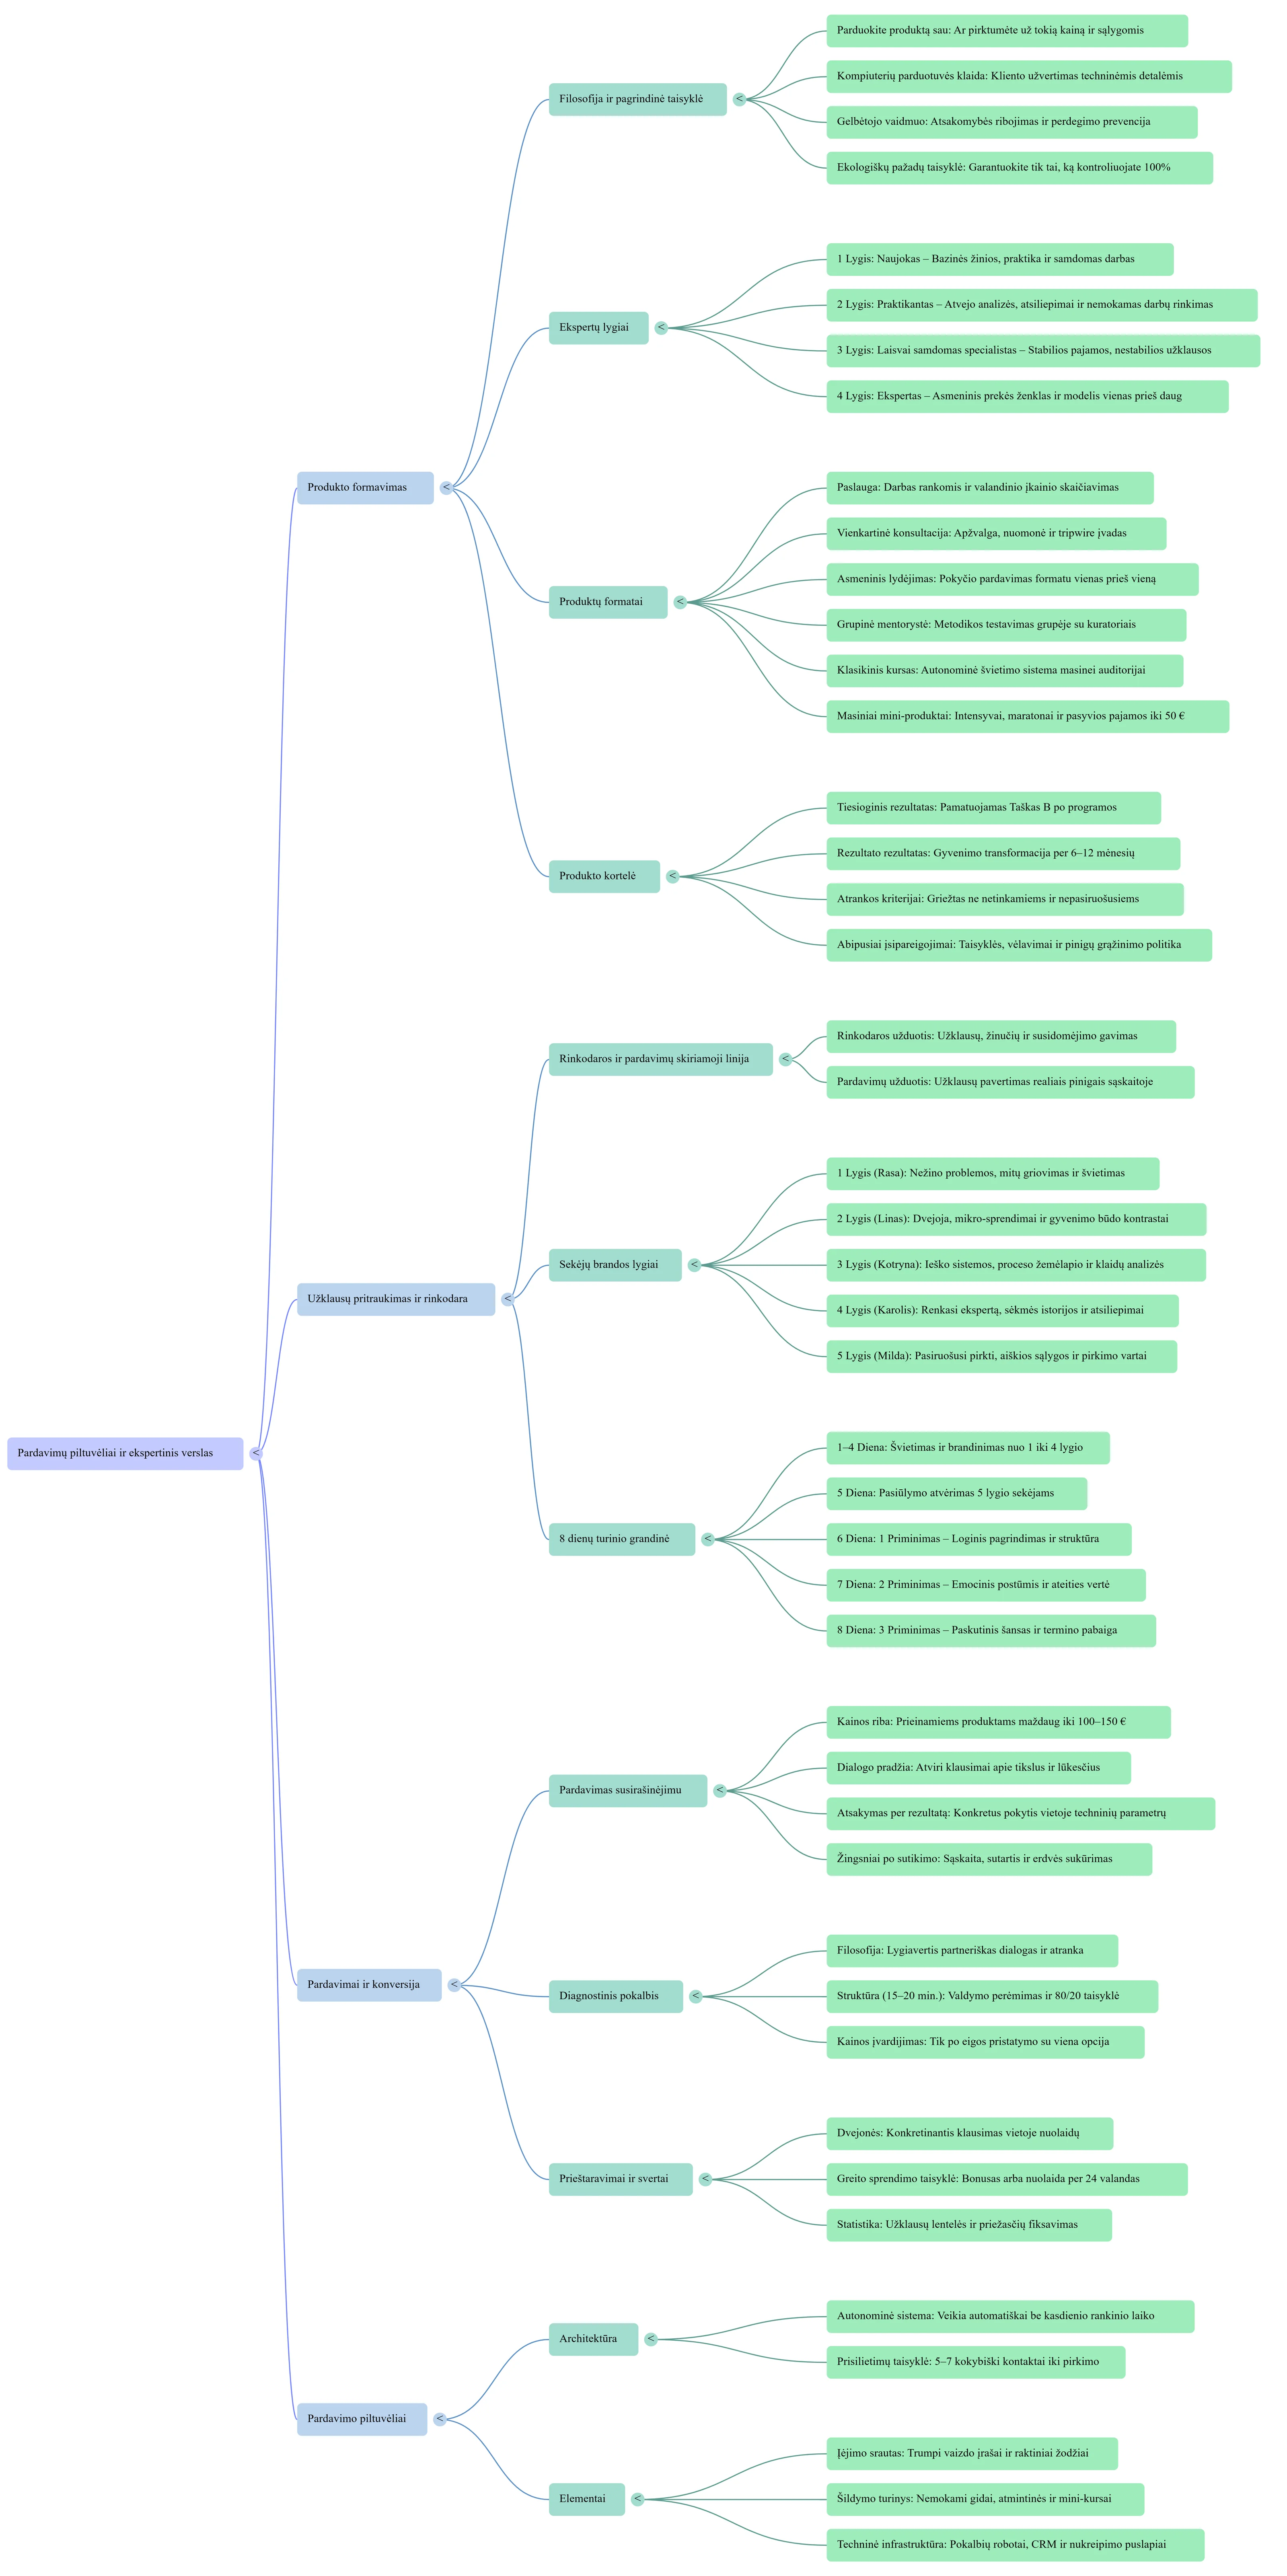 Pardavimų piltuvėliai ir ekspertinis verslas
<
Produkto formavimas
<
Filosofija ir pagrindinė taisyklė
<
Parduokite produktą sau: Ar pirktumėte už tokią kainą ir sąlygomis
Kompiuterių parduotuvės klaida: Kliento užvertimas techninėmis detalėmis
Gelbėtojo vaidmuo: Atsakomybės ribojimas ir perdegimo prevencija
Ekologiškų pažadų taisyklė: Garantuokite tik tai, ką kontroliuojate 100%
Ekspertų lygiai
<
1 Lygis: Naujokas – Bazinės žinios, praktika ir samdomas darbas
2 Lygis: Praktikantas – Atvejo analizės, atsiliepimai ir nemokamas darbų rinkimas
3 Lygis: Laisvai samdomas specialistas – Stabilios pajamos, nestabilios užklausos
4 Lygis: Ekspertas – Asmeninis prekės ženklas ir modelis vienas prieš daug
Produktų formatai
<
Paslauga: Darbas rankomis ir valandinio įkainio skaičiavimas
Vienkartinė konsultacija: Apžvalga, nuomonė ir tripwire įvadas
Asmeninis lydėjimas: Pokyčio pardavimas formatu vienas prieš vieną
Grupinė mentorystė: Metodikos testavimas grupėje su kuratoriais
Klasikinis kursas: Autonominė švietimo sistema masinei auditorijai
Masiniai mini-produktai: Intensyvai, maratonai ir pasyvios pajamos iki 50 €
Produkto kortelė
<
Tiesioginis rezultatas: Pamatuojamas Taškas B po programos
Rezultato rezultatas: Gyvenimo transformacija per 6–12 mėnesių
Atrankos kriterijai: Griežtas ne netinkamiems ir nepasiruošusiems
Abipusiai įsipareigojimai: Taisyklės, vėlavimai ir pinigų grąžinimo politika
Užklausų pritraukimas ir rinkodara
<
Rinkodaros ir pardavimų skiriamoji linija
<
Rinkodaros užduotis: Užklausų, žinučių ir susidomėjimo gavimas
Pardavimų užduotis: Užklausų pavertimas realiais pinigais sąskaitoje
Sekėjų brandos lygiai
<
1 Lygis (Rasa): Nežino problemos, mitų griovimas ir švietimas
2 Lygis (Linas): Dvejoja, mikro-sprendimai ir gyvenimo būdo kontrastai
3 Lygis (Kotryna): Ieško sistemos, proceso žemėlapio ir klaidų analizės
4 Lygis (Karolis): Renkasi ekspertą, sėkmės istorijos ir atsiliepimai
5 Lygis (Milda): Pasiruošusi pirkti, aiškios sąlygos ir pirkimo vartai
8 dienų turinio grandinė
<
1–4 Diena: Švietimas ir brandinimas nuo 1 iki 4 lygio
5 Diena: Pasiūlymo atvėrimas 5 lygio sekėjams
6 Diena: 1 Priminimas – Loginis pagrindimas ir struktūra
7 Diena: 2 Priminimas – Emocinis postūmis ir ateities vertė
8 Diena: 3 Priminimas – Paskutinis šansas ir termino pabaiga
Pardavimai ir konversija
<
Pardavimas susirašinėjimu
<
Kainos riba: Prieinamiems produktams maždaug iki 100–150 €
Dialogo pradžia: Atviri klausimai apie tikslus ir lūkesčius
Atsakymas per rezultatą: Konkretus pokytis vietoje techninių parametrų
Žingsniai po sutikimo: Sąskaita, sutartis ir erdvės sukūrimas
Diagnostinis pokalbis
<
Filosofija: Lygiavertis partneriškas dialogas ir atranka
Struktūra (15–20 min.): Valdymo perėmimas ir 80/20 taisyklė
Kainos įvardijimas: Tik po eigos pristatymo su viena opcija
Prieštaravimai ir svertai
<
Dvejonės: Konkretinantis klausimas vietoje nuolaidų
Greito sprendimo taisyklė: Bonusas arba nuolaida per 24 valandas
Statistika: Užklausų lentelės ir priežasčių fiksavimas
Pardavimo piltuvėliai
<
Architektūra
<
Autonominė sistema: Veikia automatiškai be kasdienio rankinio laiko
Prisilietimų taisyklė: 5–7 kokybiški kontaktai iki pirkimo
Elementai
<
Įėjimo srautas: Trumpi vaizdo įrašai ir raktiniai žodžiai
Šildymo turinys: Nemokami gidai, atmintinės ir mini-kursai
Techninė infrastruktūra: Pokalbių robotai, CRM ir nukreipimo puslapiai